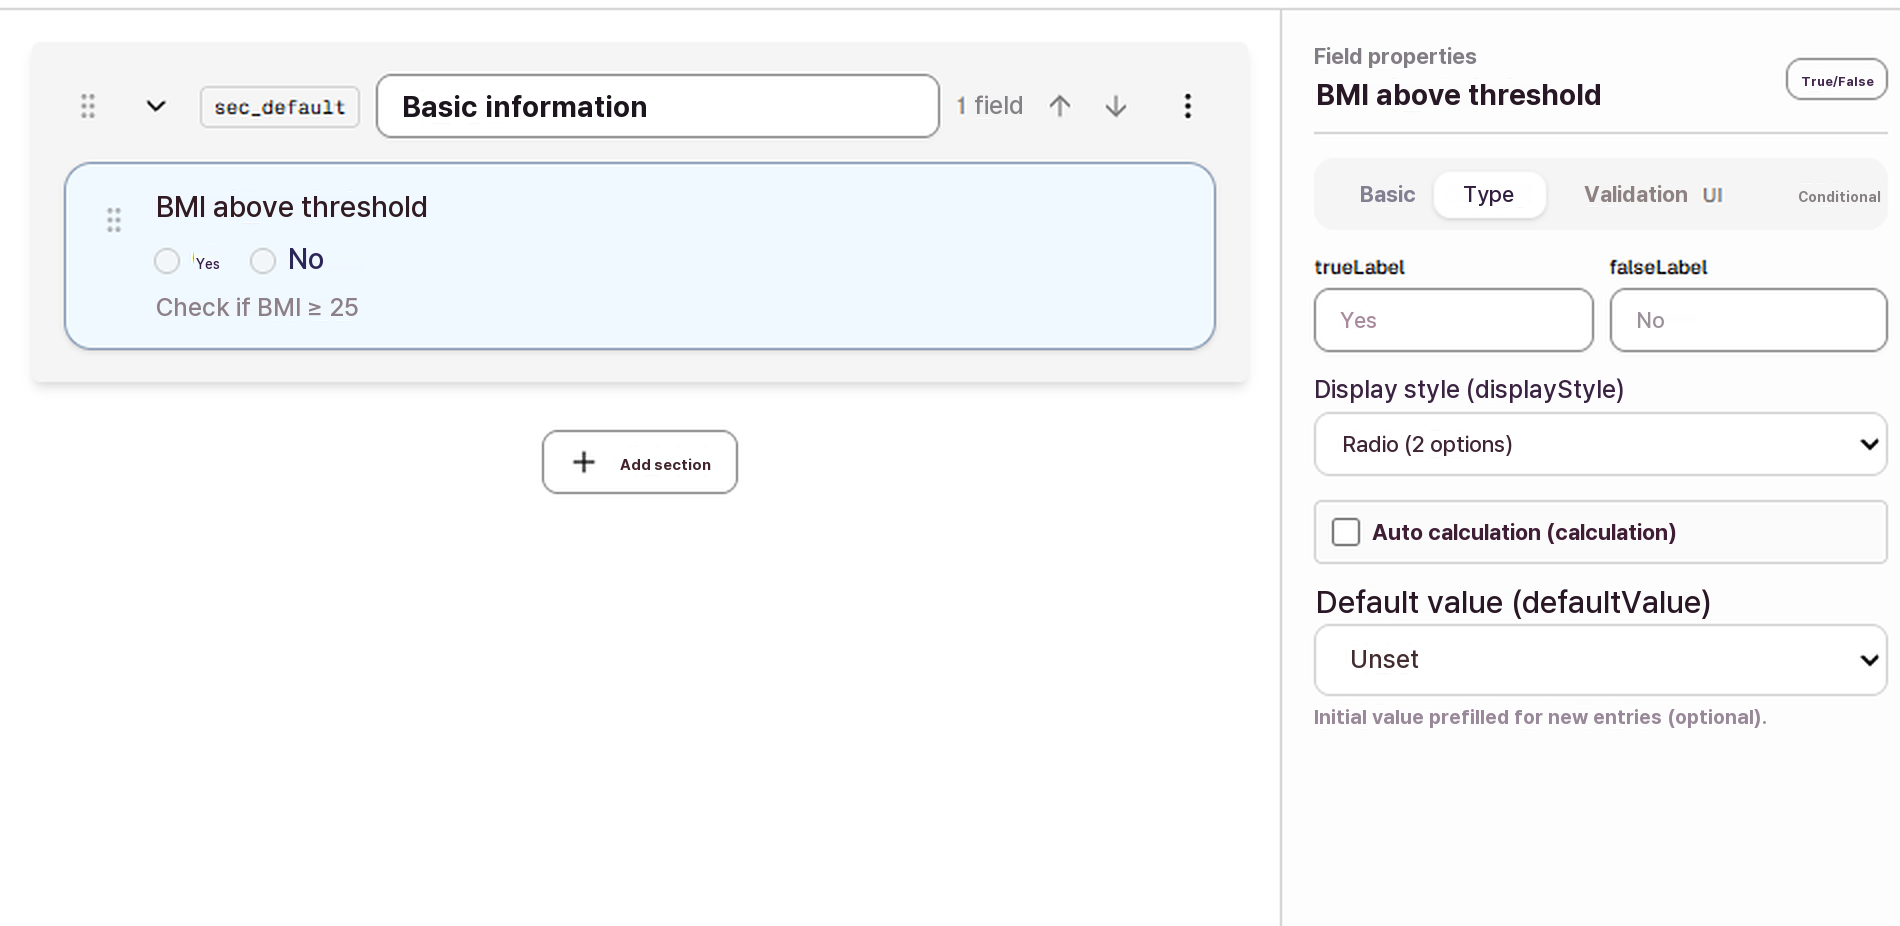 sec_default
Basic information
1 field
BMI above threshold
Yes
No
Check if BMI ≥ 25
Add section
Field properties
BMI above threshold
True/False
Basic
Type
Validation
UI
Conditional
trueLabel
falseLabel
Yes
No
Display style (displayStyle)
Radio (2 options)
Auto calculation (calculation)
Default value (defaultValue)
Unset
Initial value prefilled for new entries (optional).